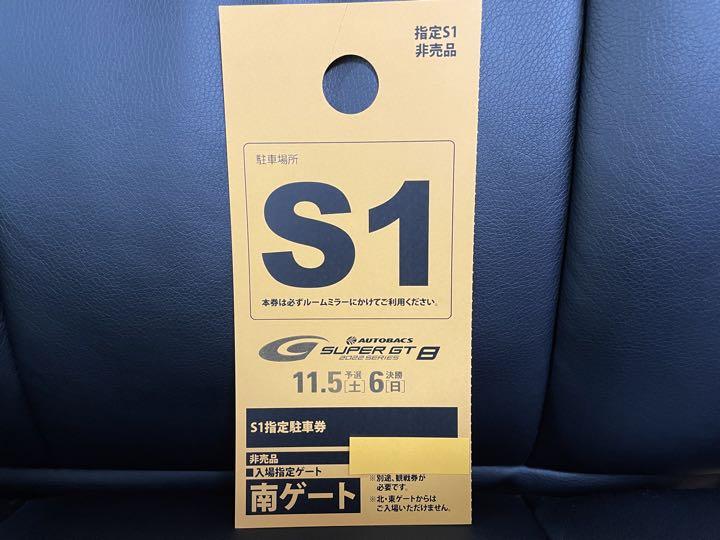 指定S1
非売品
駐車場所
S1
本券は必ずルームミラーにかけてご利用ください。
AUTOBACS
SUPER GT 8
2022 SERIES
11.5[土]予選 6[日]決勝
S1指定駐車券
非売品
■入場指定ゲート
南ゲート
※別途、観戦券が
必要です。
※北・東ゲートからは
ご入場いただけません。